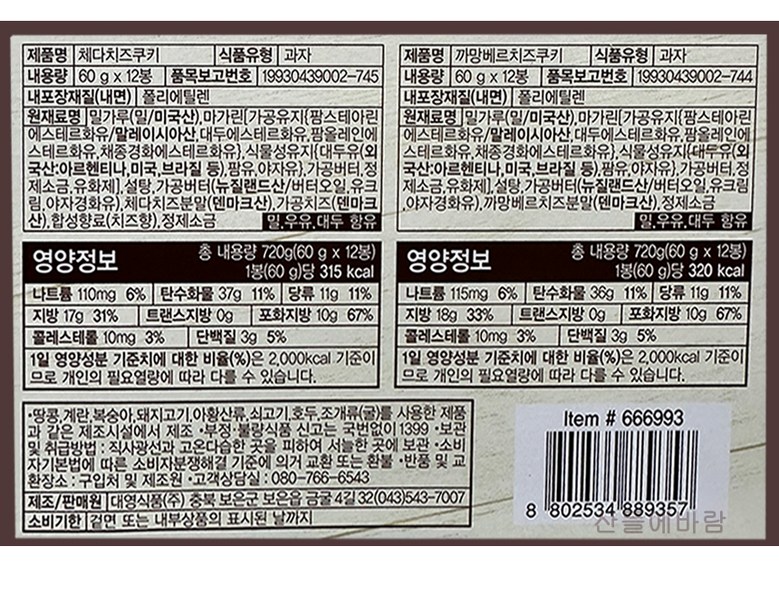 제품명 체다치즈쿠키 식품유형 과자
내용량 60 g x 12봉 품목보고번호 19930439002-745
내포장재질(내면) 폴리에틸렌
원재료명 밀가루(밀/미국산),마가린[가공유지{팜스테아린
에스테르화유/말레이시아산,대두에스테르화유,팜올레인에
스테르화유,채종경화에스테르화유},식물성유지{대두유(외
국산:아르헨티나,미국,브라질 등),팜유,야자유},가공버터,정
제소금,유화제],설탕,가공버터(뉴질랜드산/버터오일,유크
림,야자경화유),체다치즈분말(덴마크산),가공치즈(덴마크
산),합성향료(치즈향),정제소금
밀,우유,대두 함유
영양정보
총 내용량 720g(60 g x 12봉)
1봉(60 g)당 315 kcal
나트륨 110mg 6% 탄수화물 37g 11% 당류 11g 11%
지방 17g 31% 트랜스지방 0g 포화지방 10g 67%
콜레스테롤 10mg 3% 단백질 3g 5%
1일 영양성분 기준치에 대한 비율(%)은 2,000kcal 기준이
므로 개인의 필요열량에 따라 다를 수 있습니다.
제품명 까망베르치즈쿠키 식품유형 과자
내용량 60 g x 12봉 품목보고번호 19930439002-744
내포장재질(내면) 폴리에틸렌
원재료명 밀가루(밀/미국산),마가린[가공유지{팜스테아린
에스테르화유/말레이시아산,대두에스테르화유,팜올레인에
스테르화유,채종경화에스테르화유},식물성유지{대두유(외
국산:아르헨티나,미국,브라질 등),팜유,야자유},가공버터,정
제소금,유화제],설탕,가공버터(뉴질랜드산/버터오일,유크림
,야자경화유),까망베르치즈분말(덴마크산),정제소금
밀,우유,대두 함유
영양정보
총 내용량 720g(60 g x 12봉)
1봉(60 g)당 320 kcal
나트륨 115mg 6% 탄수화물 36g 11% 당류 11g 11%
지방 18g 33% 트랜스지방 0g 포화지방 10g 67%
콜레스테롤 10mg 3% 단백질 3g 5%
1일 영양성분 기준치에 대한 비율(%)은 2,000kcal 기준이
므로 개인의 필요열량에 따라 다를 수 있습니다.
·땅콩,계란,복숭아,돼지고기,아황산류,쇠고기,호두,조개류(굴)를 사용한 제품
과 같은 제조시설에서 제조 ·부정·불량식품 신고는 국번없이 1399 ·보관
및 취급방법 : 직사광선과 고온다습한 곳을 피하여 서늘한 곳에 보관 ·소비
자기본법에 따른 소비자분쟁해결 기준에 의거 교환 또는 환불 ·반품 및 교
환장소 : 구입처 및 제조원 ·고객상담실 : 080-766-6543
제조/판매원 대영식품(주) 충북 보은군 보은읍 금굴 4길 32(043)543-7007
소비기한 겉면 또는 내부상품의 표시된 날까지
Item # 666993
8 802534 889357
산들에바람